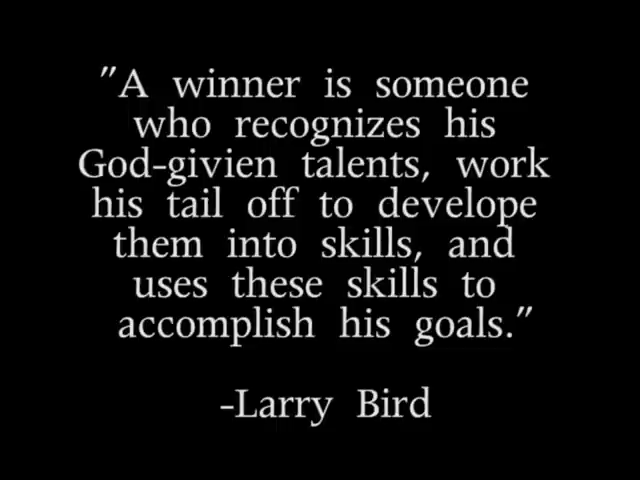 "A winner is someone
who recognizes his
God-givien talents, work
his tail off to develope
them into skills, and
uses these skills to
accomplish his goals."
-Larry Bird